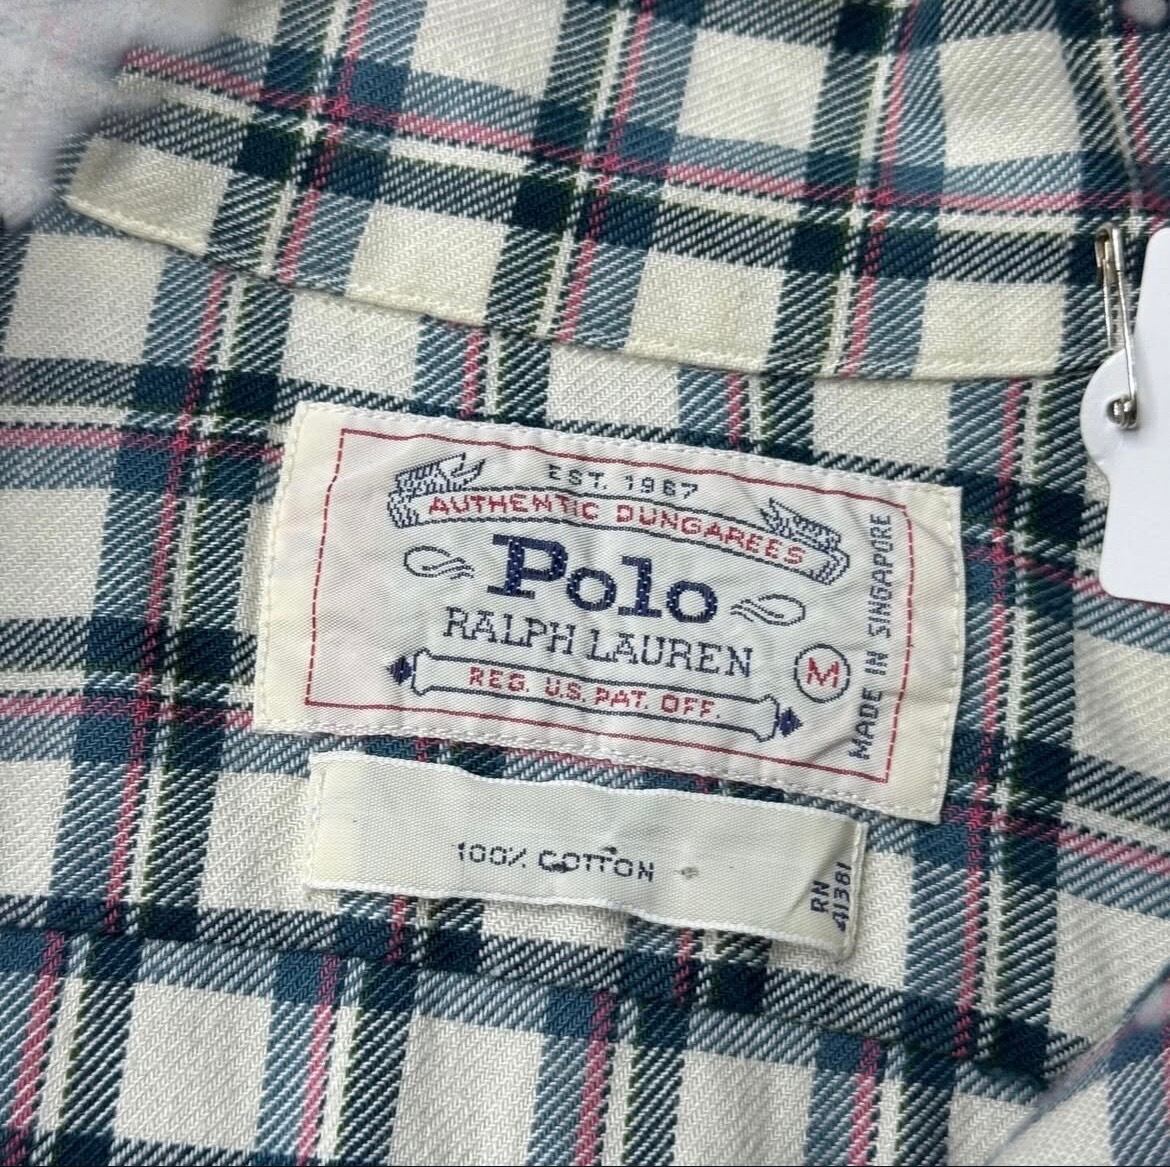 EST. 1967
AUTHENTIC DUNGAREES
Polo
RALPH LAUREN
REG. U.S. PAT. OFF.
M
MADE IN SINGAPORE
100% COTTON
RN
41381